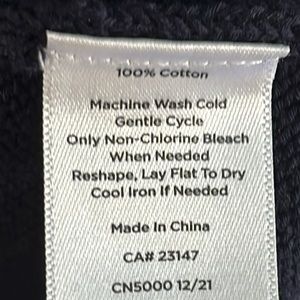 100% Cotton
Machine Wash Cold
Gentle Cycle
Only Non-Chlorine Bleach
When Needed
Reshape, Lay Flat To Dry
Cool Iron If Needed
Made In China
CA# 23147
CN5000 12/21